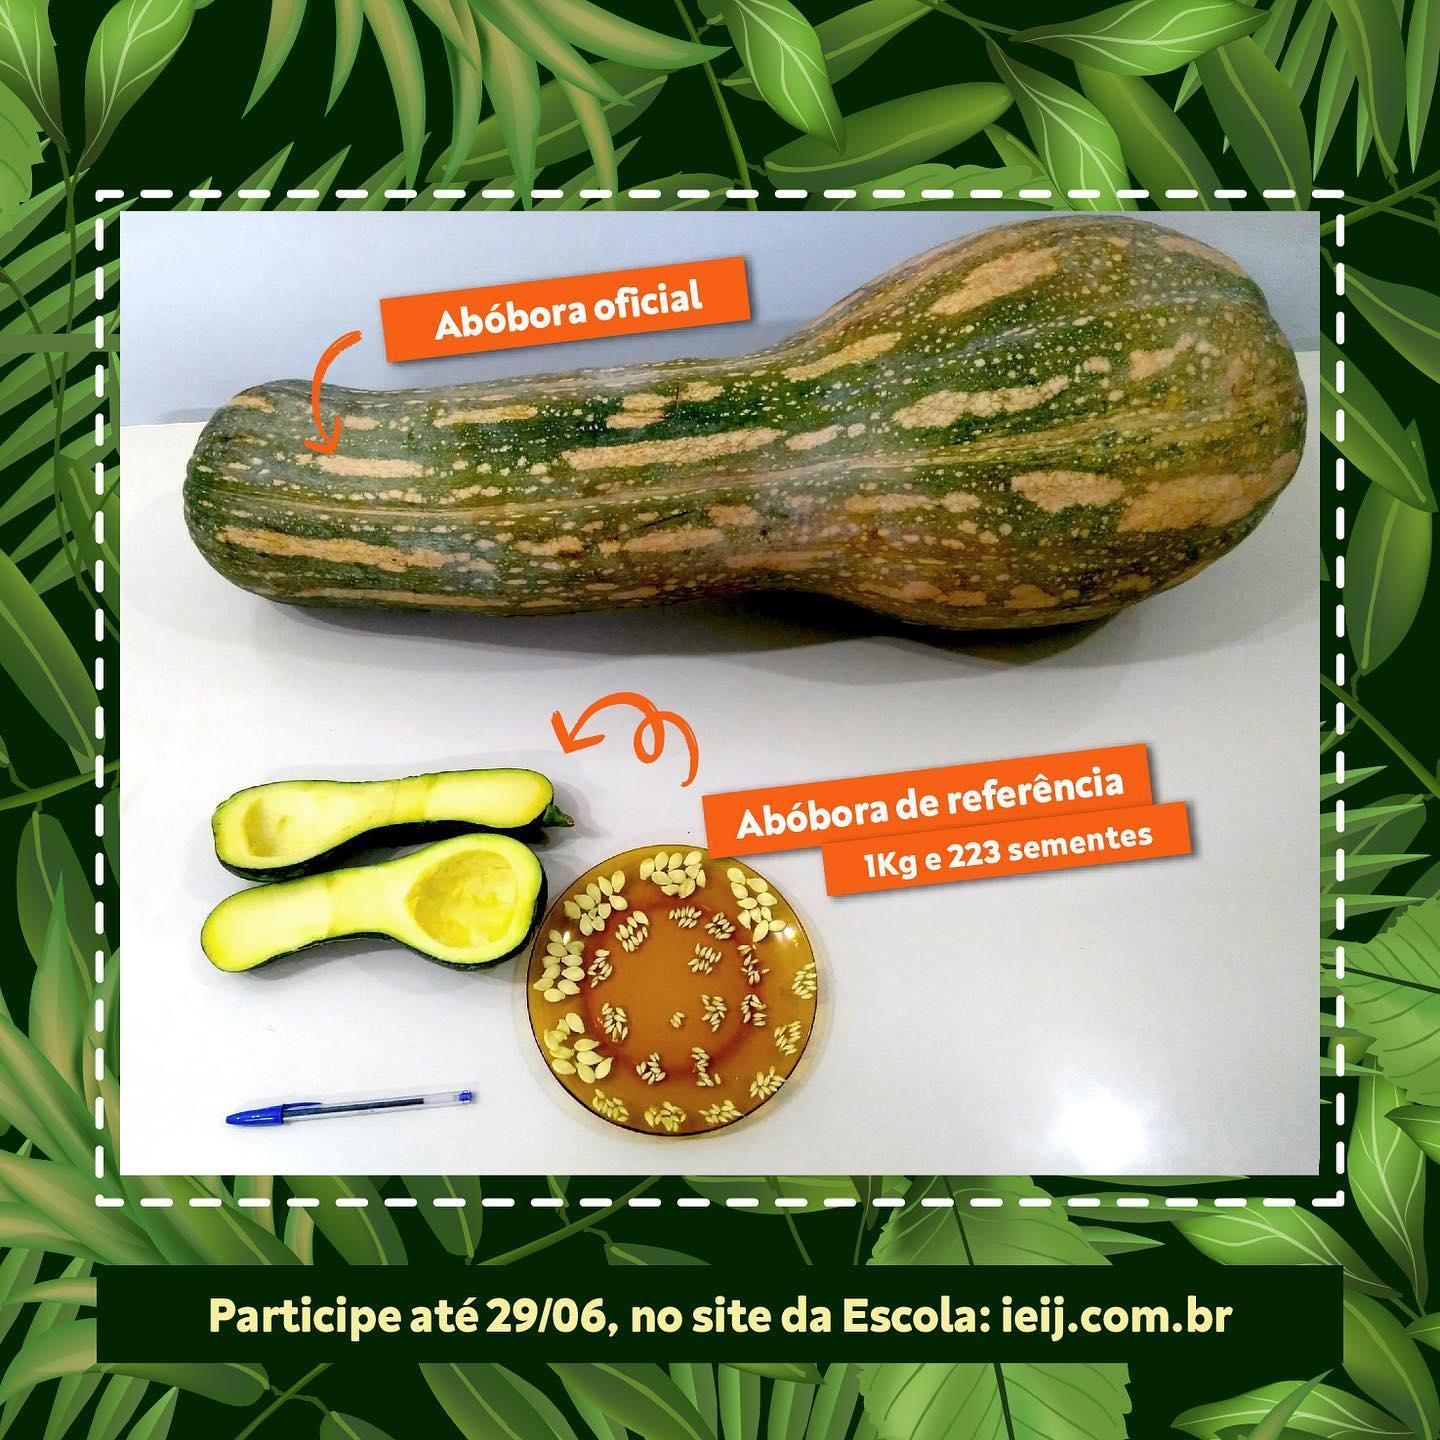 Abóbora oficial
Abóbora de referência
1Kg e 223 sementes
Participe até 29/06, no site da Escola: ieij.com.br